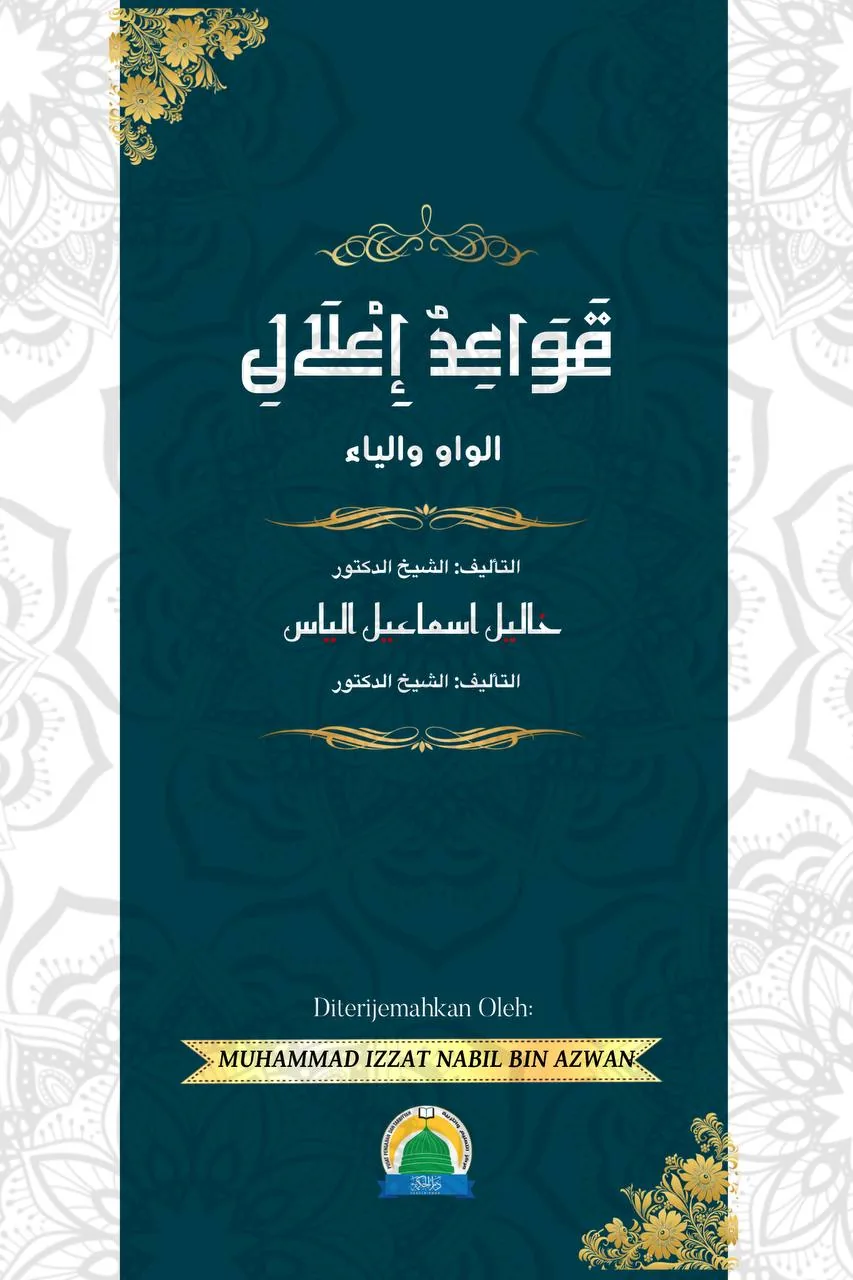 قَوَاعِدُ إِعْلَالِ
الواو والياء
التأليف: الشيخ الدكتور
خاليل اسماعيل الياس
التأليف: الشيخ الدكتور
Diterijemahkan Oleh:
MUHAMMAD IZZAT NABIL BIN AZWAN